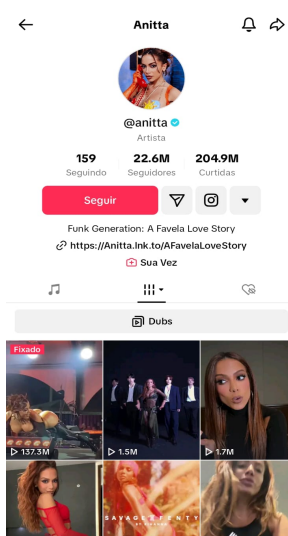 Anitta
@anitta
Artista
159 22.6M 204.9M
Seguindo Seguidores Curtidas
Seguir
Funk Generation: A Favela Love Story
https://Anitta.lnk.to/AFavelaLoveStory
Sua Vez
Dubs
Fixado
137.3M 1.5M 1.7M
SAVAGE X FENTY